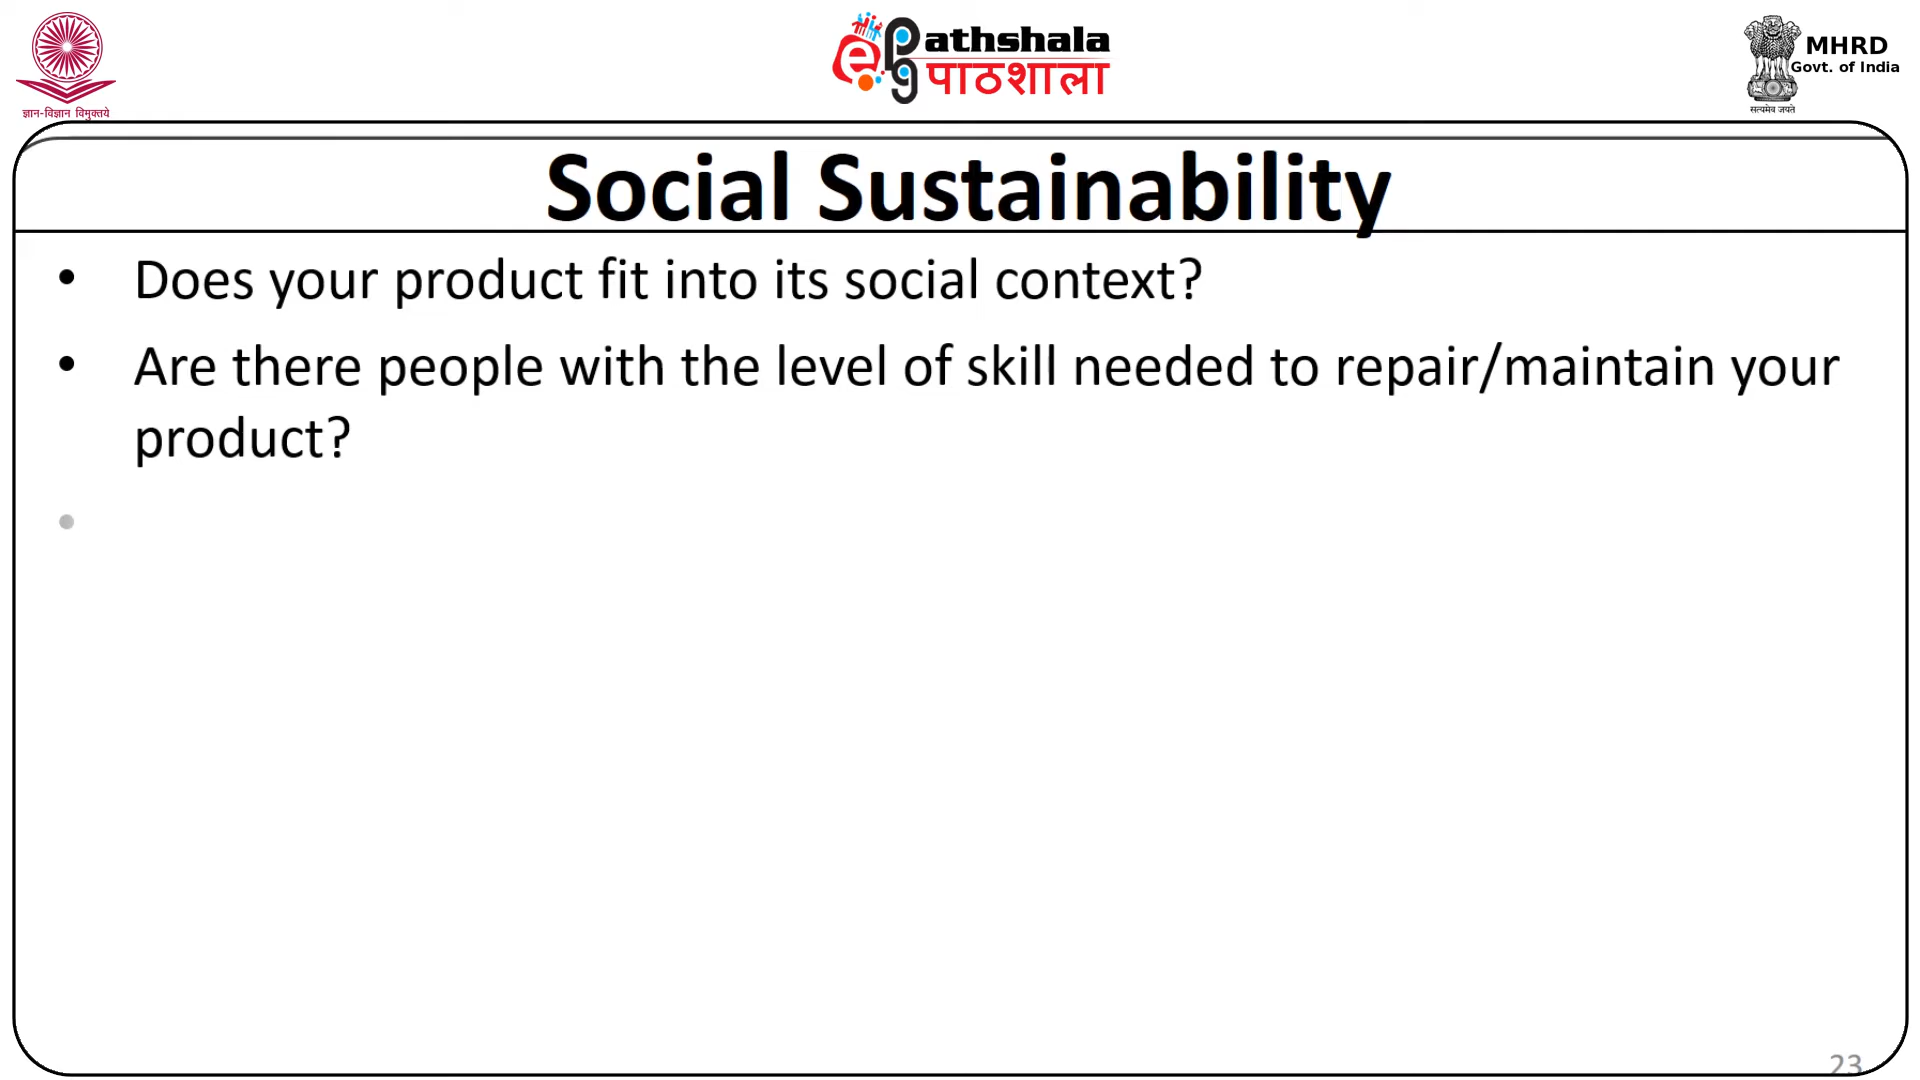 ज्ञान-विज्ञान विमुक्तये
ePathshala
पाठशाला
MHRD
Govt. of India
सत्यमेव जयते
Social Sustainability
• Does your product fit into its social context?
• Are there people with the level of skill needed to repair/maintain your
product?
•
23